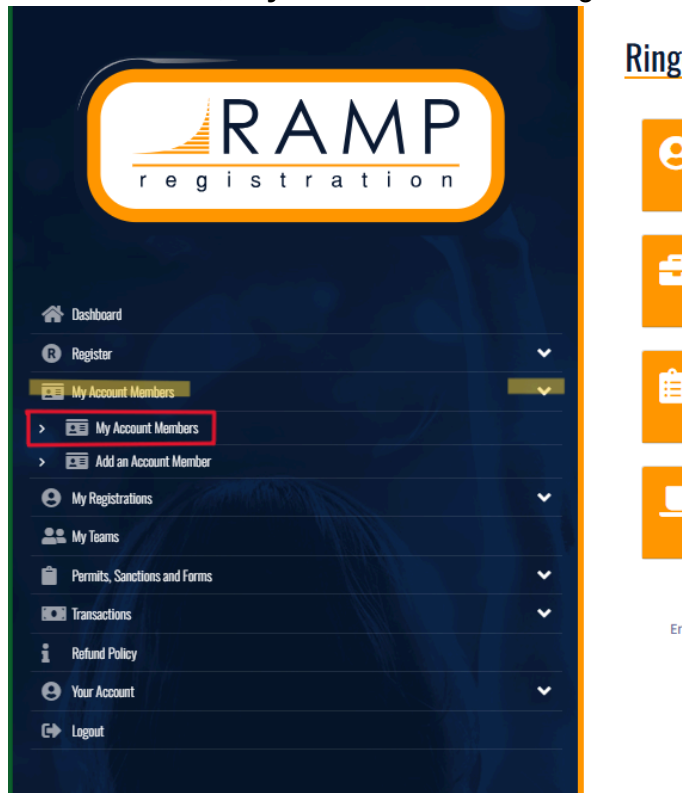 RAMP
registration
Dashboard
Register
My Account Members
My Account Members
Add an Account Member
My Registrations
My Teams
Permits, Sanctions and Forms
Transactions
Refund Policy
Your Account
Logout
Ring